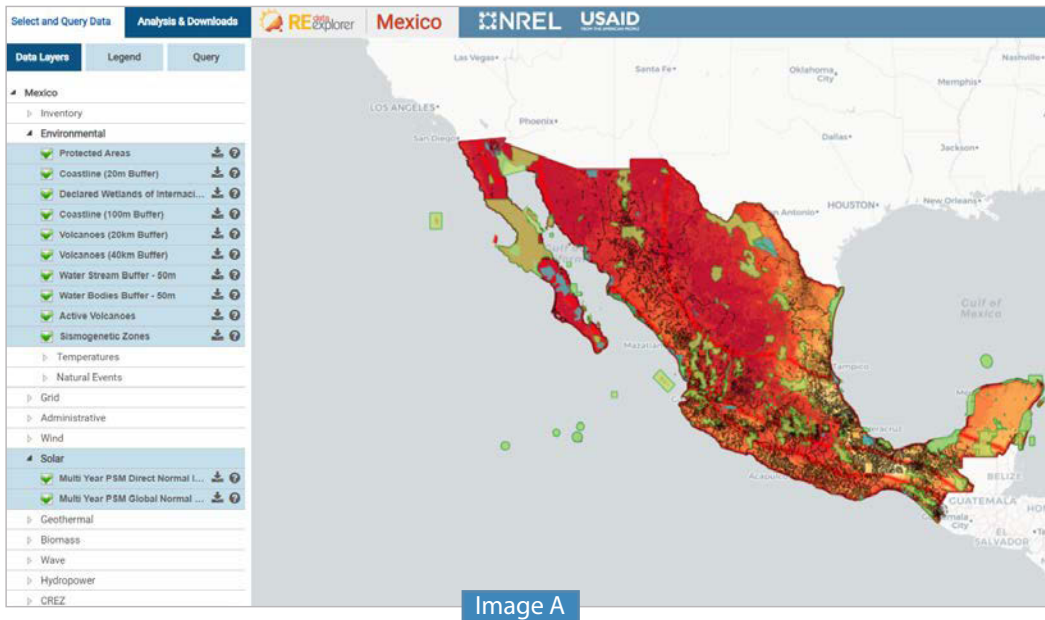 Select and Query Data
Analysis & Downloads
RE data explorer
Mexico
NREL
USAID
FROM THE AMERICAN PEOPLE
Data Layers
Legend
Query
Mexico
Inventory
Environmental
Protected Areas
Coastline (20m Buffer)
Declared Wetlands of Internaci...
Coastline (100m Buffer)
Volcanoes (20km Buffer)
Volcanoes (40km Buffer)
Water Stream Buffer - 50m
Water Bodies Buffer - 50m
Active Volcanoes
Sismogenetic Zones
Temperatures
Natural Events
Grid
Administrative
Wind
Solar
Multi Year PSM Direct Normal I...
Multi Year PSM Global Normal ...
Geothermal
Biomass
Wave
Hydropower
CREZ
Las Vegas
Santa Fe
Oklahoma City
Nashville
Memphis
LOS ANGELES
Phoenix
San Diego
Dallas
Jackson
San Antonio
HOUSTON
New Orleans
Gulf of
Mexico
Mazatlan
Tampico
Acapulco
BELIZE
GUATEMALA
EL
SALVADOR
Image A